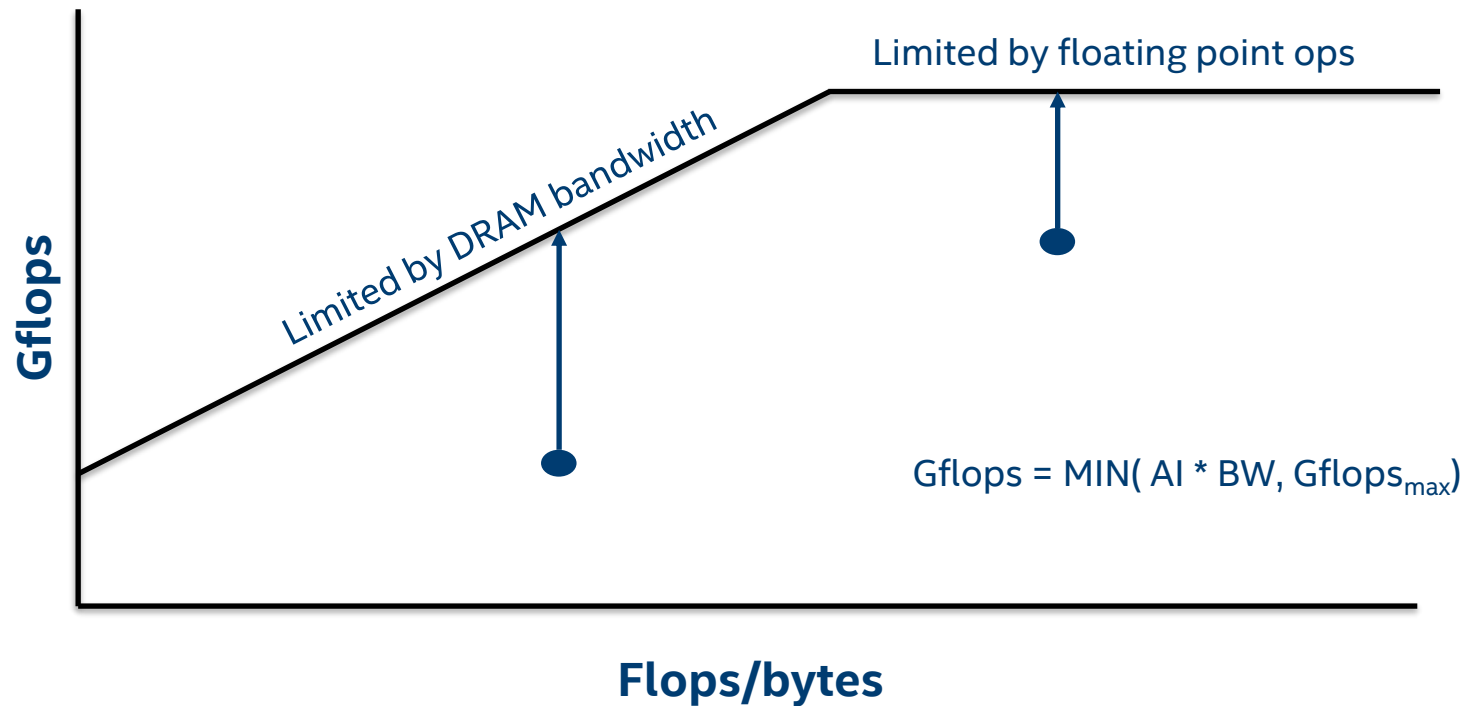 Limited by floating point ops
Limited by DRAM bandwidth
Gflops
Gflops = MIN( AI * BW, Gflopsmax)
Flops/bytes